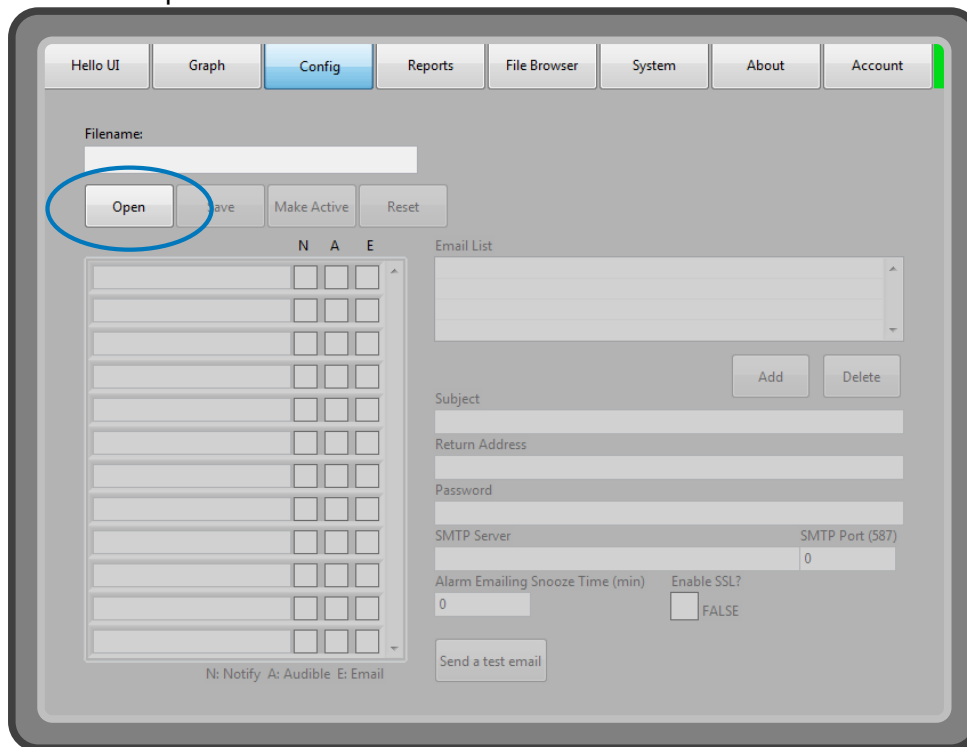 Hello UI Graph Config Reports File Browser System About Account
Filename:
Open Save Make Active Reset
N A E
Email List
Add Delete
Subject
Return Address
Password
SMTP Server SMTP Port (587)
0
Alarm Emailing Snooze Time (min) Enable SSL?
0 FALSE
Send a test email
N: Notify A: Audible E: Email